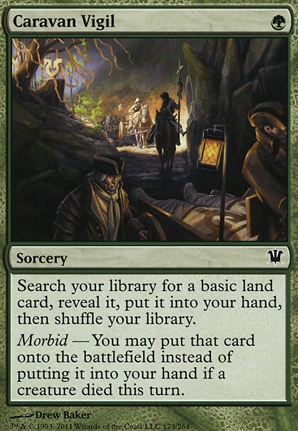 Caravan Vigil
Sorcery
Search your library for a basic land
card, reveal it, put it into your hand,
then shuffle your library.
Morbid — You may put that card
onto the battlefield instead of
putting it into your hand if a
creature died this turn.
Drew Baker
™ & © 1993–2011 Wizards of the Coast LLC 173/264